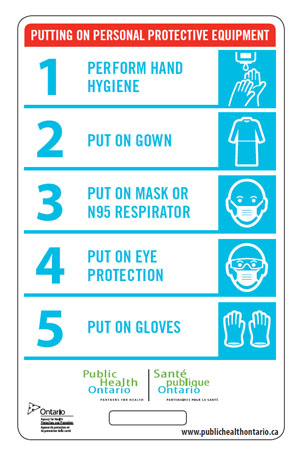 PUTTING ON PERSONAL PROTECTIVE EQUIPMENT
1
PERFORM HAND
HYGIENE
2
PUT ON GOWN
3
PUT ON MASK OR
N95 RESPIRATOR
4
PUT ON EYE
PROTECTION
5
PUT ON GLOVES
Public
Health
Ontario
PARTNERS FOR HEALTH
Santé
publique
Ontario
PARTENAIRES POUR LA SANTÉ
Ontario
Agency for Health
Protection and Promotion
Agence de protection et
de promotion de la santé
www.publichealthontario.ca